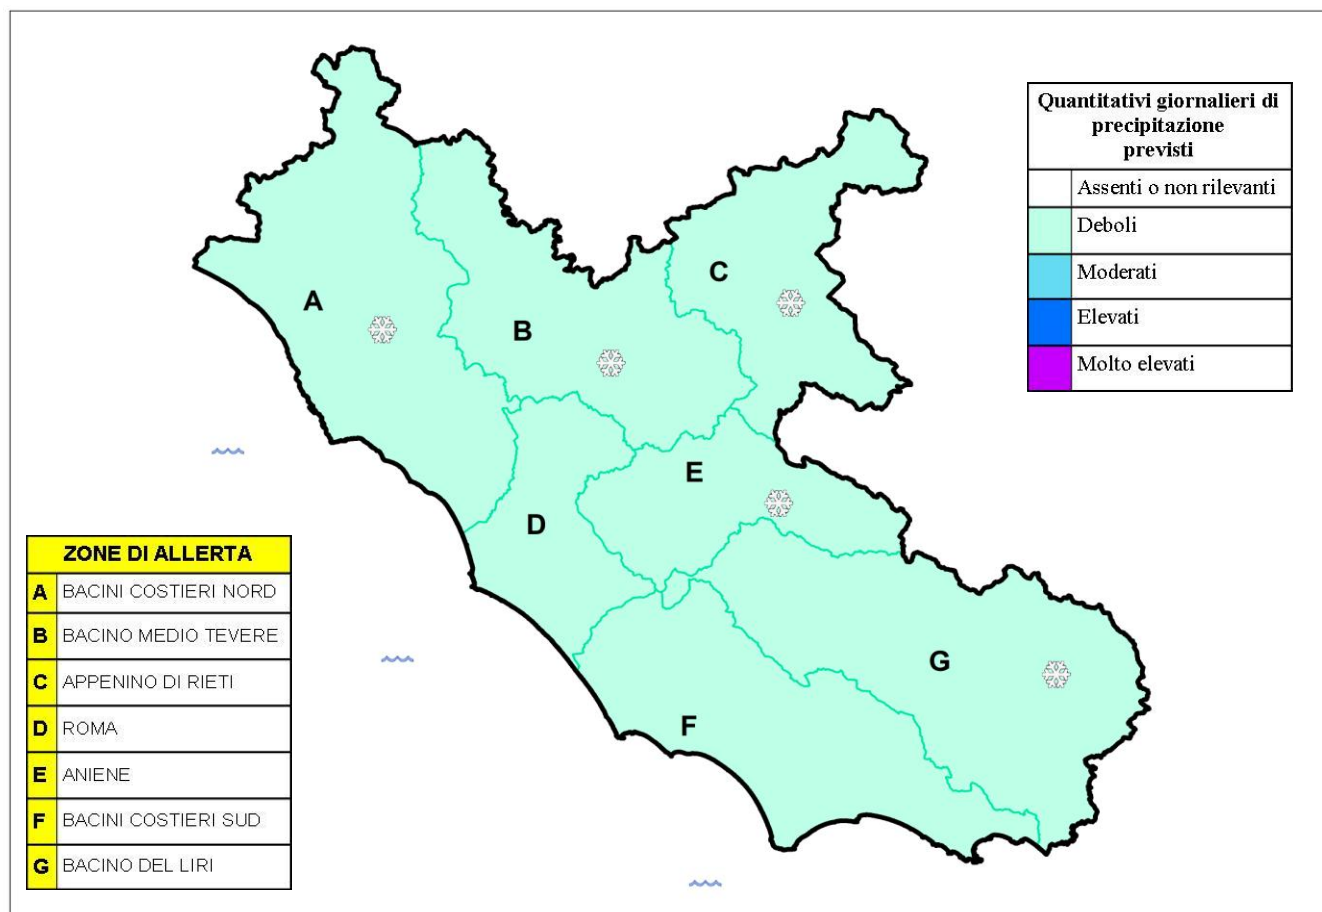 Quantitativi giornalieri di
precipitazione
previsti
Assenti o non rilevanti
Deboli
Moderati
Elevati
Molto elevati
A
B
C
D
E
F
G
ZONE DI ALLERTA
A BACINI COSTIERI NORD
B BACINO MEDIO TEVERE
C APPENINO DI RIETI
D ROMA
E ANIENE
F BACINI COSTIERI SUD
G BACINO DEL LIRI